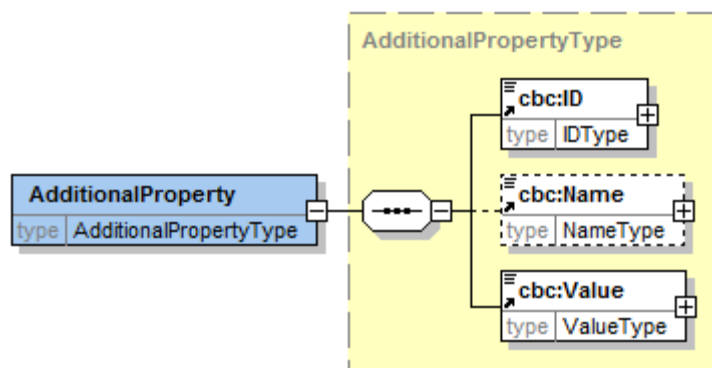 AdditionalPropertyType
cbc:ID
type IDType
AdditionalProperty
type AdditionalPropertyType
cbc:Name
type NameType
cbc:Value
type ValueType